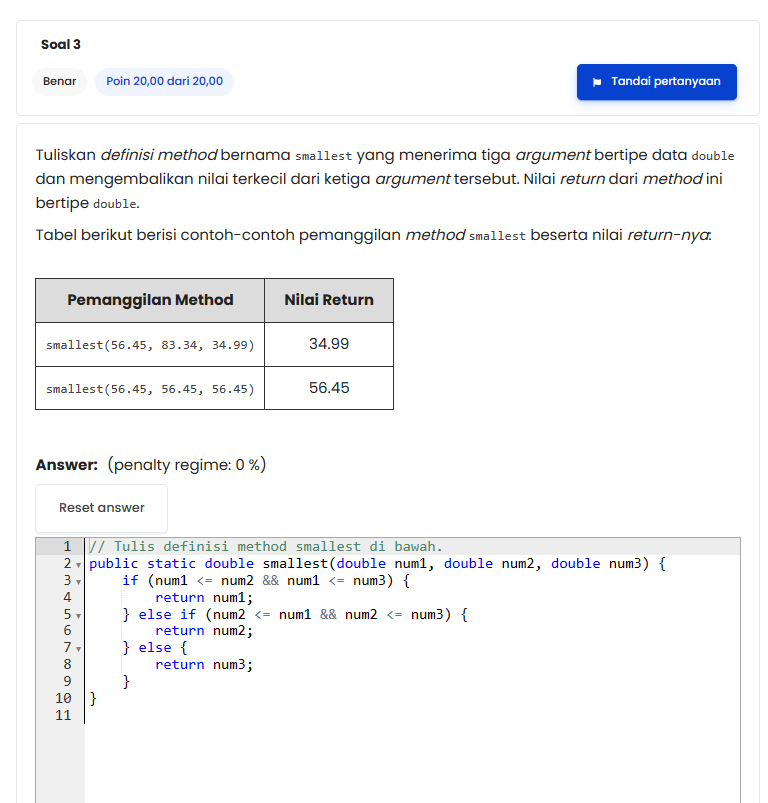 Soal 3
Benar
Poin 20,00 dari 20,00
Tandai pertanyaan
Tuliskan definisi method bernama smallest yang menerima tiga argument bertipe data double
dan mengembalikan nilai terkecil dari ketiga argument tersebut. Nilai return dari method ini
bertipe double.
Tabel berikut berisi contoh-contoh pemanggilan method smallest beserta nilai return-nya:
Pemanggilan Method Nilai Return
smallest(56.45, 83.34, 34.99) 34.99
smallest(56.45, 56.45, 56.45) 56.45
Answer: (penalty regime: 0 %)
Reset answer
1 // Tulis definisi method smallest di bawah.
2 public static double smallest(double num1, double num2, double num3) {
3     if (num1 <= num2 && num1 <= num3) {
4         return num1;
5     } else if (num2 <= num1 && num2 <= num3) {
6         return num2;
7     } else {
8         return num3;
9     }
10 }
11